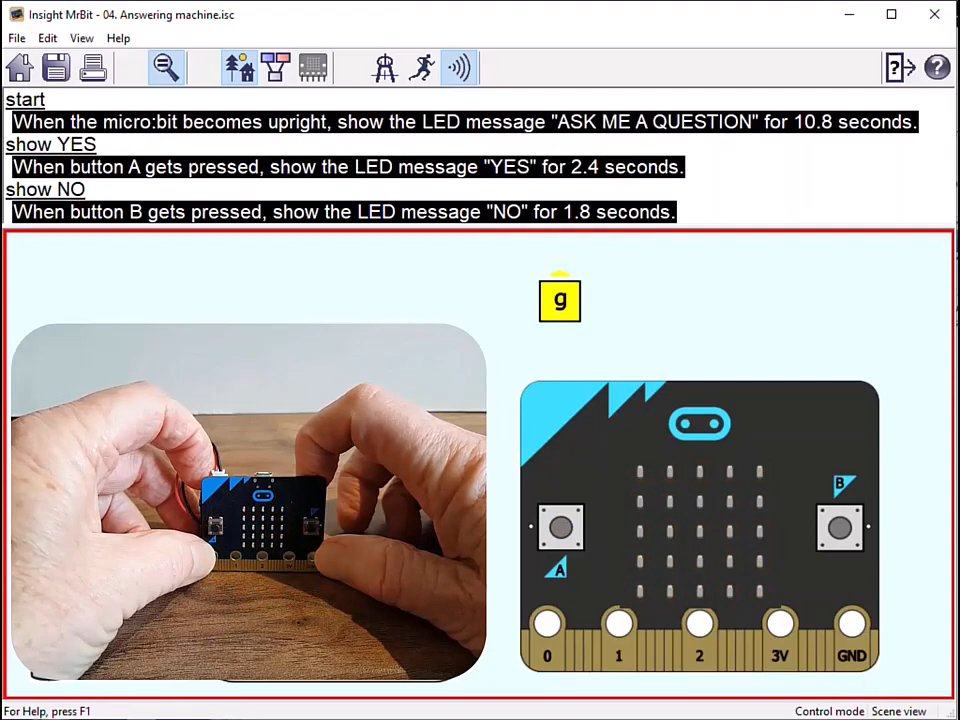 Insight MrBit - 04. Answering machine.isc
File Edit View Help
start
When the micro:bit becomes upright, show the LED message "ASK ME A QUESTION" for 10.8 seconds.
show YES
When button A gets pressed, show the LED message "YES" for 2.4 seconds.
show NO
When button B gets pressed, show the LED message "NO" for 1.8 seconds.
g
B
A
0 1 2 3V GND
For Help, press F1 Control mode Scene view